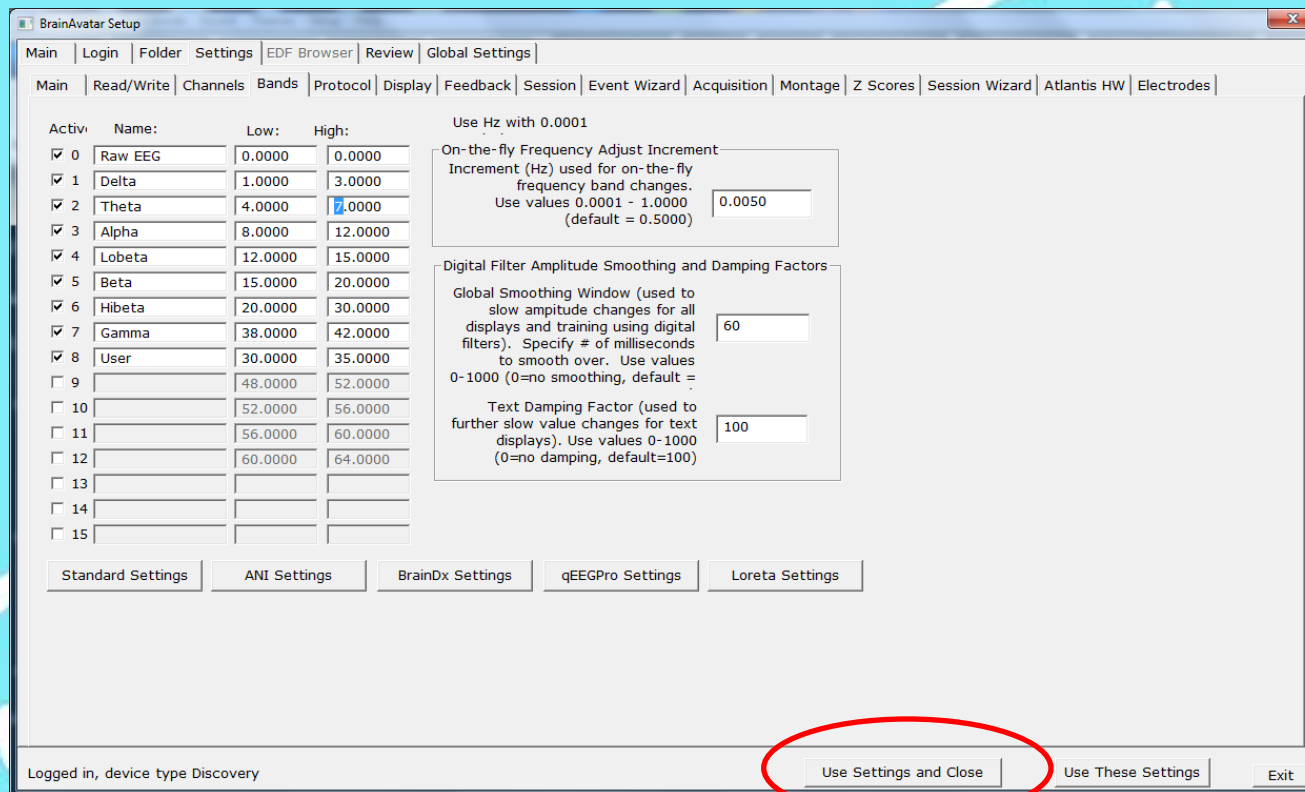 BrainAvatar Setup
Main Login Folder Settings EDF Browser Review Global Settings
Main Read/Write Channels Bands Protocol Display Feedback Session Event Wizard Acquisition Montage Z Scores Session Wizard Atlantis HW Electrodes
Activ Name: Low: High:
0 Raw EEG 0.0000 0.0000
1 Delta 1.0000 3.0000
2 Theta 4.0000 7.0000
3 Alpha 8.0000 12.0000
4 Lobeta 12.0000 15.0000
5 Beta 15.0000 20.0000
6 Hibeta 20.0000 30.0000
7 Gamma 38.0000 42.0000
8 User 30.0000 35.0000
9 48.0000 52.0000
10 52.0000 56.0000
11 56.0000 60.0000
12 60.0000 64.0000
13
14
15
Use Hz with 0.0001
On-the-fly Frequency Adjust Increment
Increment (Hz) used for on-the-fly
frequency band changes.
Use values 0.0001 - 1.0000
(default = 0.5000)
0.0050
Digital Filter Amplitude Smoothing and Damping Factors
Global Smoothing Window (used to
slow ampitude changes for all
displays and training using digital
filters). Specify # of milliseconds
to smooth over. Use values
0-1000 (0=no smoothing, default =
60
Text Damping Factor (used to
further slow value changes for text
displays). Use values 0-1000
(0=no damping, default=100)
100
Standard Settings ANI Settings BrainDx Settings qEEGPro Settings Loreta Settings
Logged in, device type Discovery
Use Settings and Close Use These Settings Exit